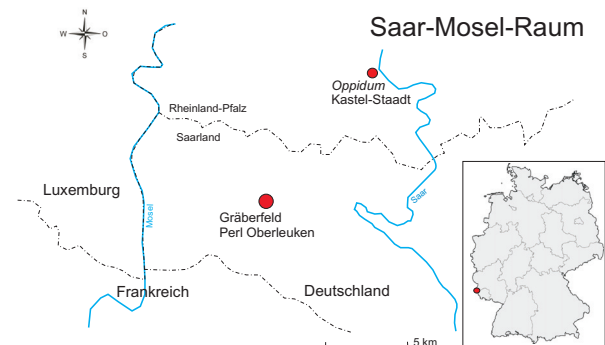 Saar-Mosel-Raum
N
W
O
S
Oppidum
Kastel-Staadt
Rheinland-Pfalz
Saarland
Luxemburg
Mosel
Saar
Gräberfeld
Perl Oberleuken
Frankreich
Deutschland
5 km